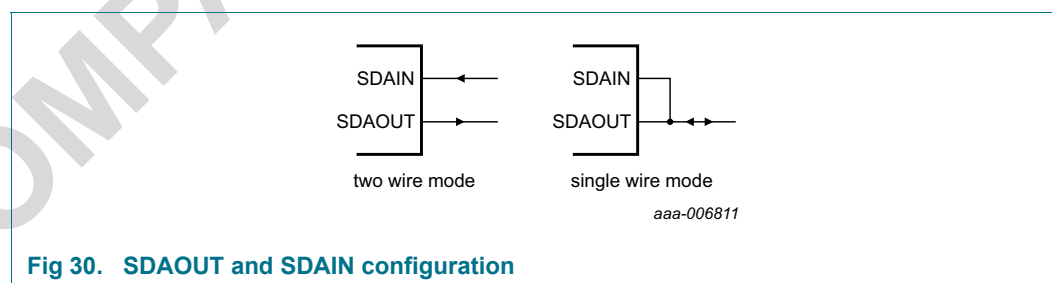 SDAIN
SDAOUT
two wire mode
SDAIN
SDAOUT
single wire mode
aaa-006811
Fig 30. SDAOUT and SDAIN configuration